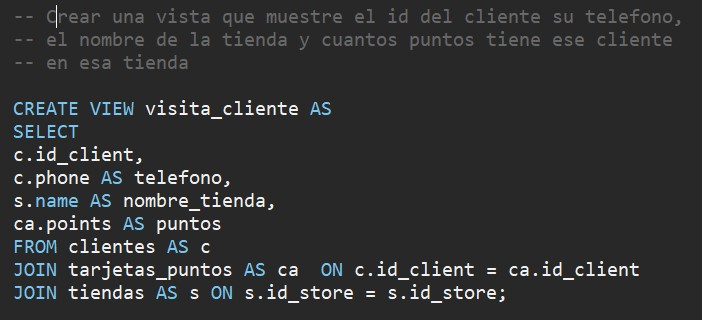 -- Crear una vista que muestre el id del cliente su telefono,
-- el nombre de la tienda y cuantos puntos tiene ese cliente
-- en esa tienda
CREATE VIEW visita_cliente AS
SELECT
c.id_client,
c.phone AS telefono,
s.name AS nombre_tienda,
ca.points AS puntos
FROM clientes AS c
JOIN tarjetas_puntos AS ca  ON c.id_client = ca.id_client
JOIN tiendas AS s ON s.id_store = s.id_store;